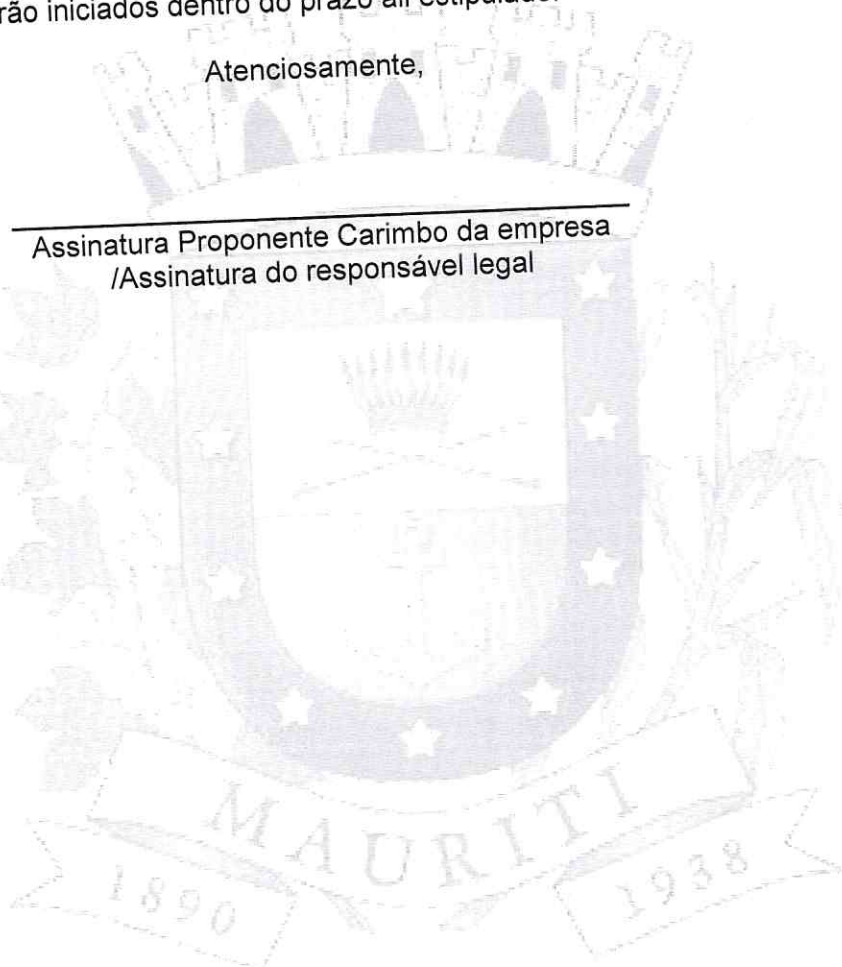 rão iniciados dentro do prazo ali estipulado.
Atenciosamente,
Assinatura Proponente Carimbo da empresa
/Assinatura do responsável legal
MAURITI
1890
1938